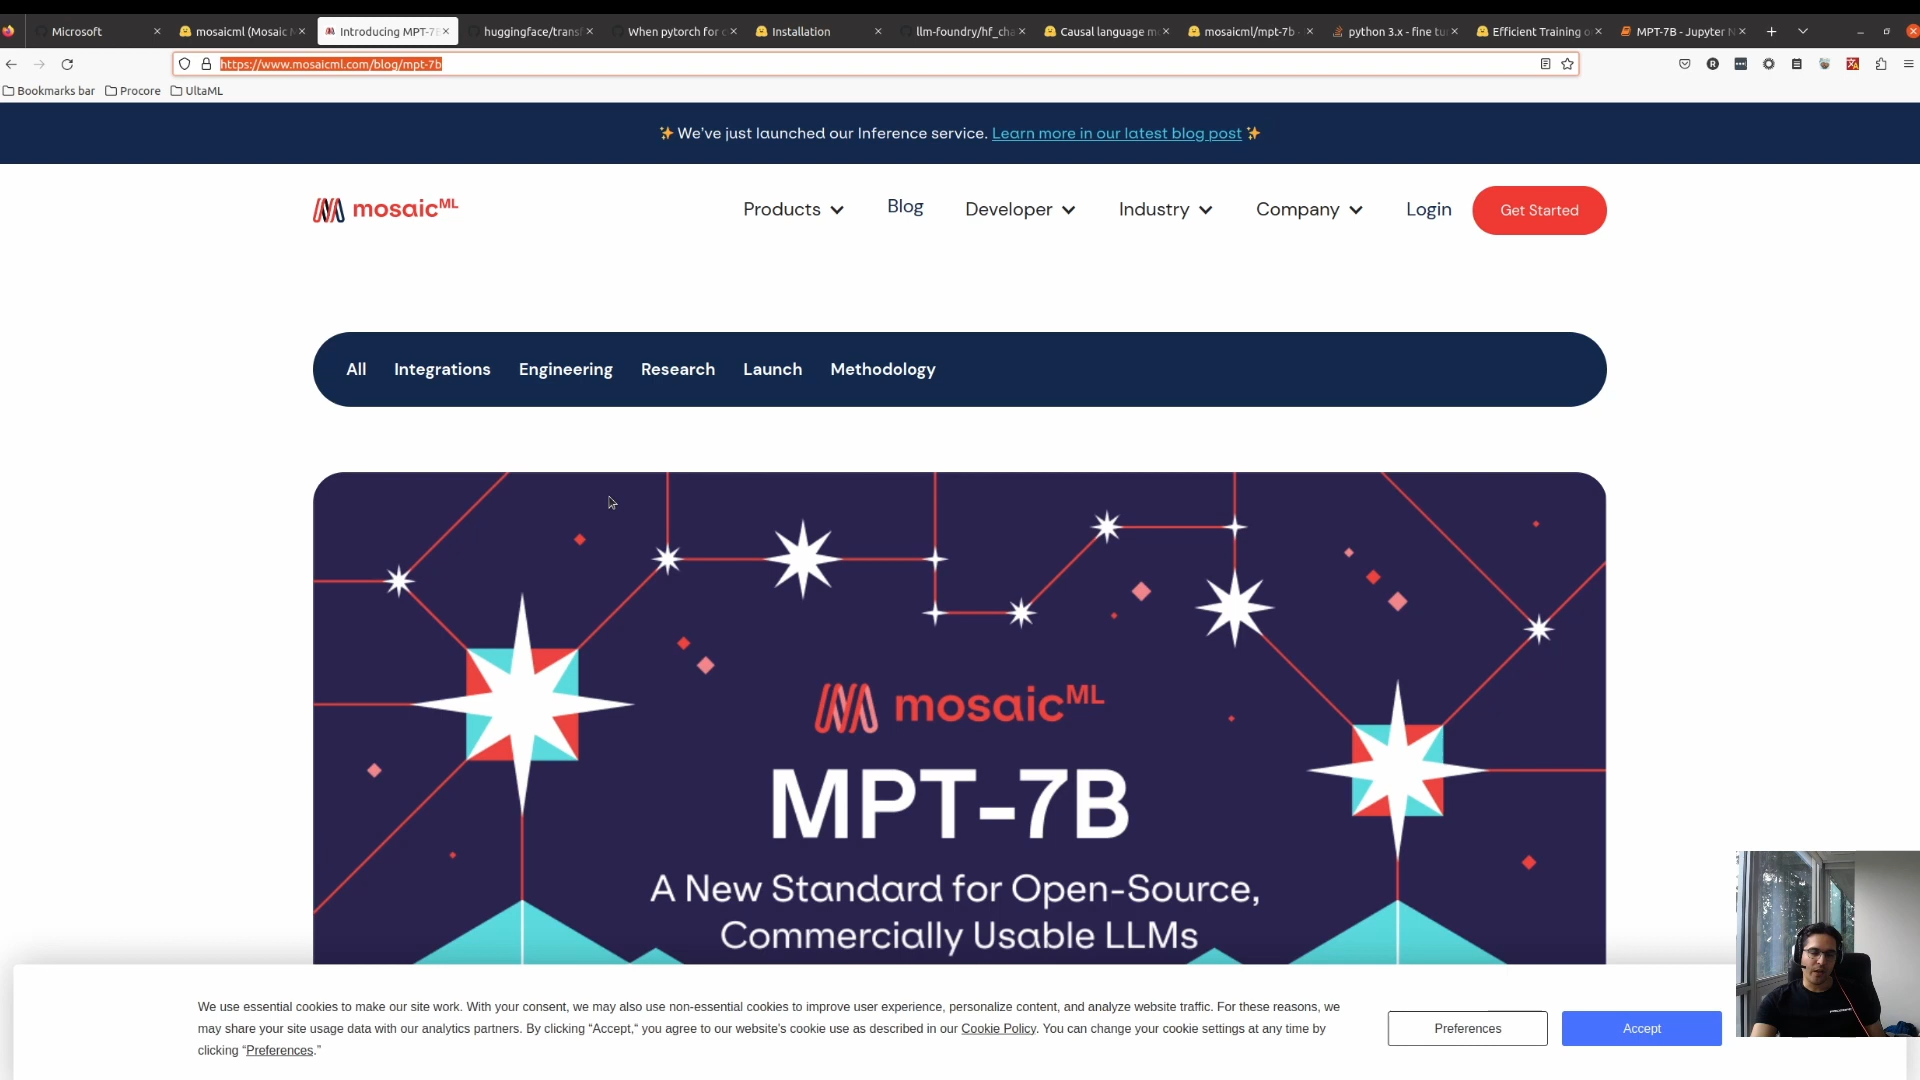 Microsoft
mosaicml (Mosaic M
Introducing MPT-7B
huggingface/transf
When pytorch for c
Installation
llm-foundry/hf_cha
Causal language mo
mosaicml/mpt-7b
python 3.x - fine tu
Efficient Training o
MPT-7B - Jupyter N
https://www.mosaicml.com/blog/mpt-7b
Bookmarks bar
Procore
UltaML
✨ We've just launched our Inference service. Learn more in our latest blog post ✨
mosaicML
Products
Blog
Developer
Industry
Company
Login
Get Started
All
Integrations
Engineering
Research
Launch
Methodology
mosaicML
MPT-7B
A New Standard for Open-Source,
Commercially Usable LLMs
We use essential cookies to make our site work. With your consent, we may also use non-essential cookies to improve user experience, personalize content, and analyze website traffic. For these reasons, we
may share your site usage data with our analytics partners. By clicking “Accept,” you agree to our website's cookie use as described in our Cookie Policy. You can change your cookie settings at any time by
clicking “Preferences.”
Preferences
Accept